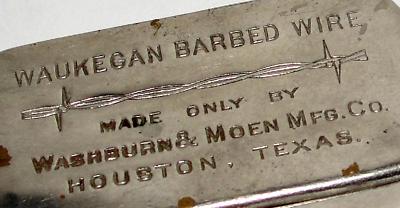 WAUKEGAN BARBED WIRE
MADE ONLY BY
WASHBURN & MOEN MFG. CO.
HOUSTON, TEXAS.